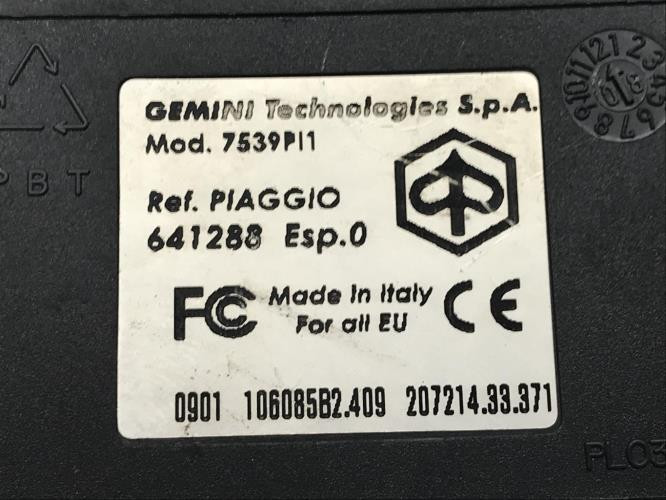 GEMINI Technologies S.p.A.
Mod. 7539PI1
Ref. PIAGGIO
641288 Esp.0
FC Made in Italy CE
For all EU
0901 106085B2.409 207214.33.371
PBT
PLO3